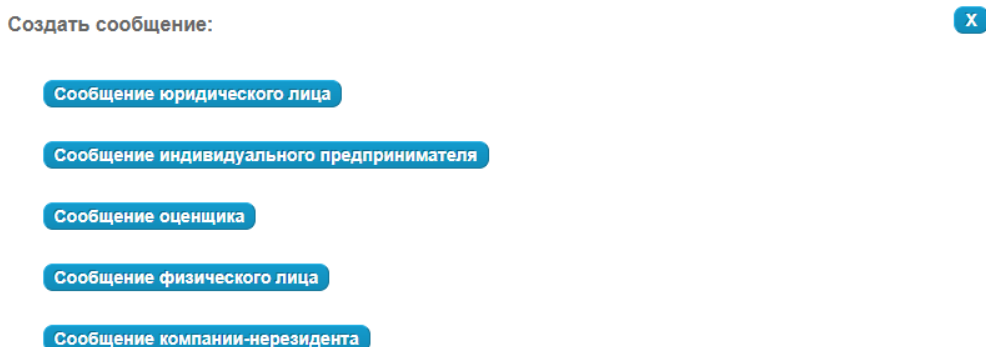 Создать сообщение:
X
Сообщение юридического лица
Сообщение индивидуального предпринимателя
Сообщение оценщика
Сообщение физического лица
Сообщение компании-нерезидента